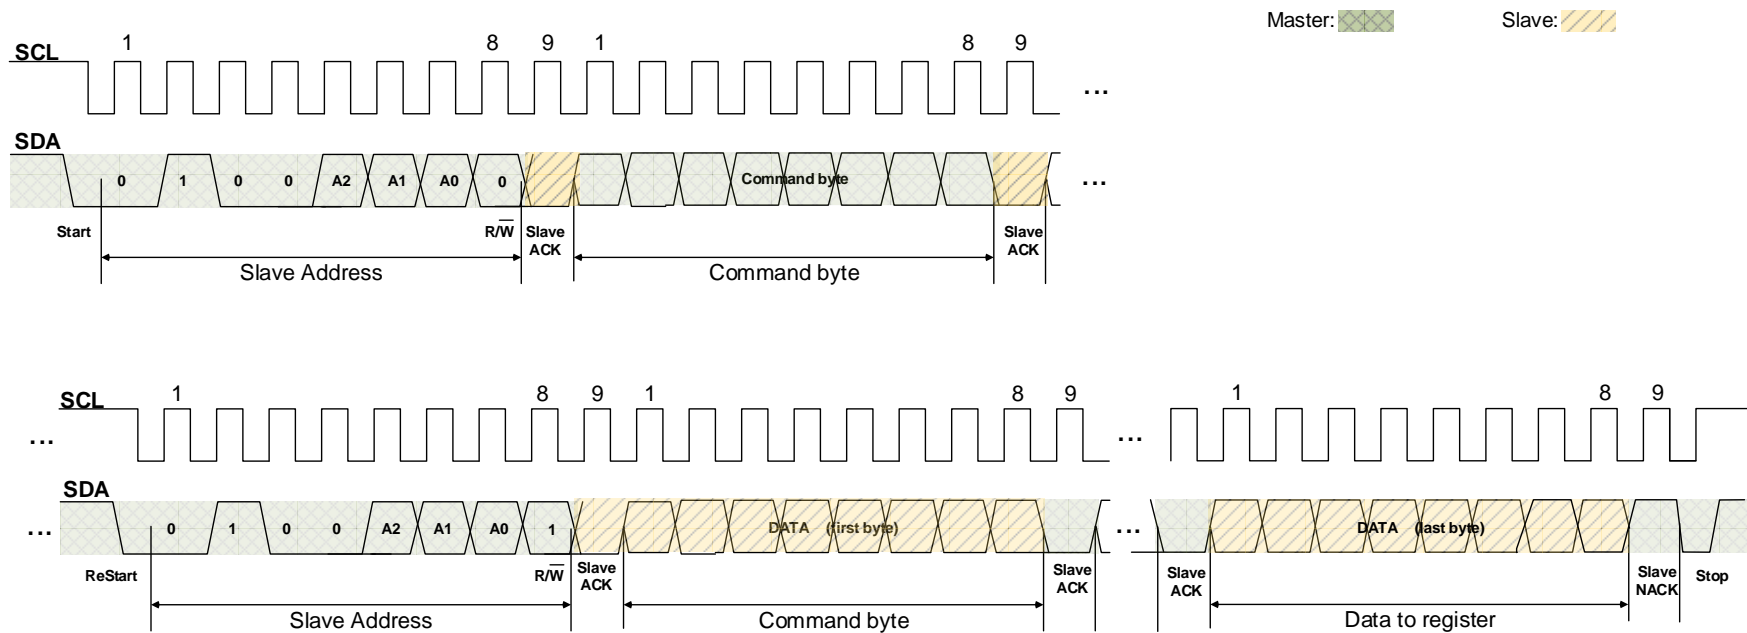 Master: Slave:
1 8 9 1 8 9
SCL
...
SDA
0 1 0 0 A2 A1 A0 0 Command byte ...
Start R/W Slave ACK Slave ACK
Slave Address Command byte
1 8 9 1 8 9 1 8 9
SCL
... ...
SDA
... 0 1 0 0 A2 A1 A0 1 DATA (first byte) ... DATA (last byte)
ReStart R/W Slave ACK Slave ACK Slave ACK Slave NACK Stop
Slave Address Command byte Data to register